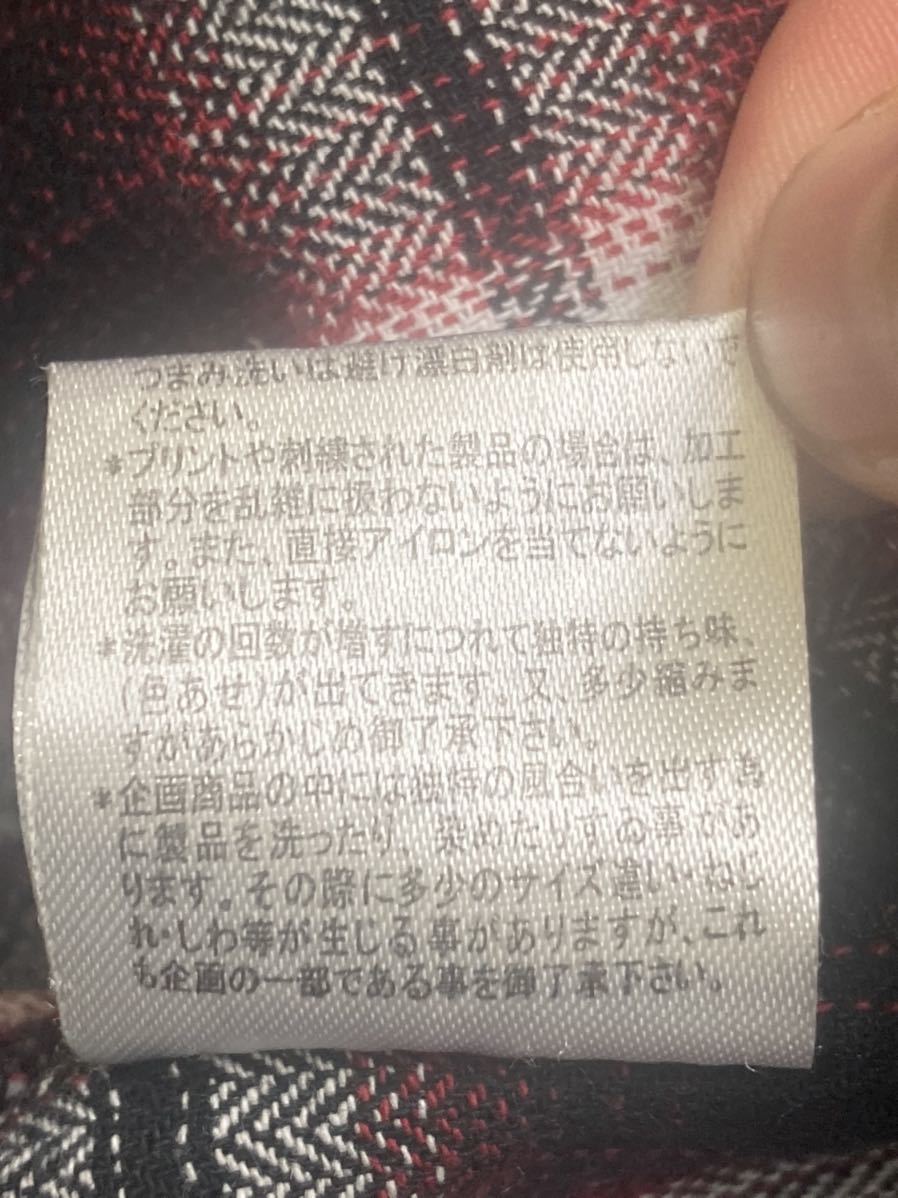 つまみ洗いは避け漂白剤は使用しないで
ください。
*プリントや刺繍された製品の場合は、加工
部分を乱雑に扱わないようにお願いしま
す。また、直接アイロンを当てないように
お願いします。
*洗濯の回数が増すにつれて独特の持ち味、
(色あせ)が出てきます。又、多少縮みま
すがあらかじめ御了承下さい。
*企画商品の中には独特の風合いを出す為
に製品を洗ったり、染めたりする事があ
ります。その際に多少のサイズ違い・ねじ
れ・しわ等が生じる事がありますが、これ
も企画の一部である事を御了承下さい。